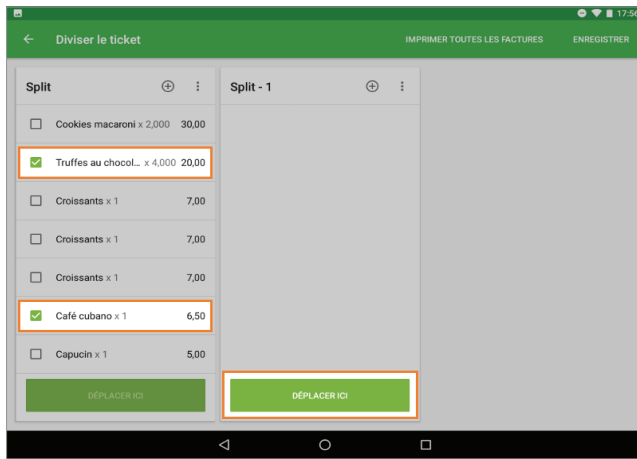 17:56
Diviser le ticket IMPRIMER TOUTES LES FACTURES ENREGISTRER
Split
Cookies macaroni x 2,000 30,00
Truffes au chocol... x 4,000 20,00
Croissants x 1 7,00
Croissants x 1 7,00
Croissants x 1 7,00
Café cubano x 1 6,50
Capucin x 1 5,00
DÉPLACER ICI
Split - 1
DÉPLACER ICI